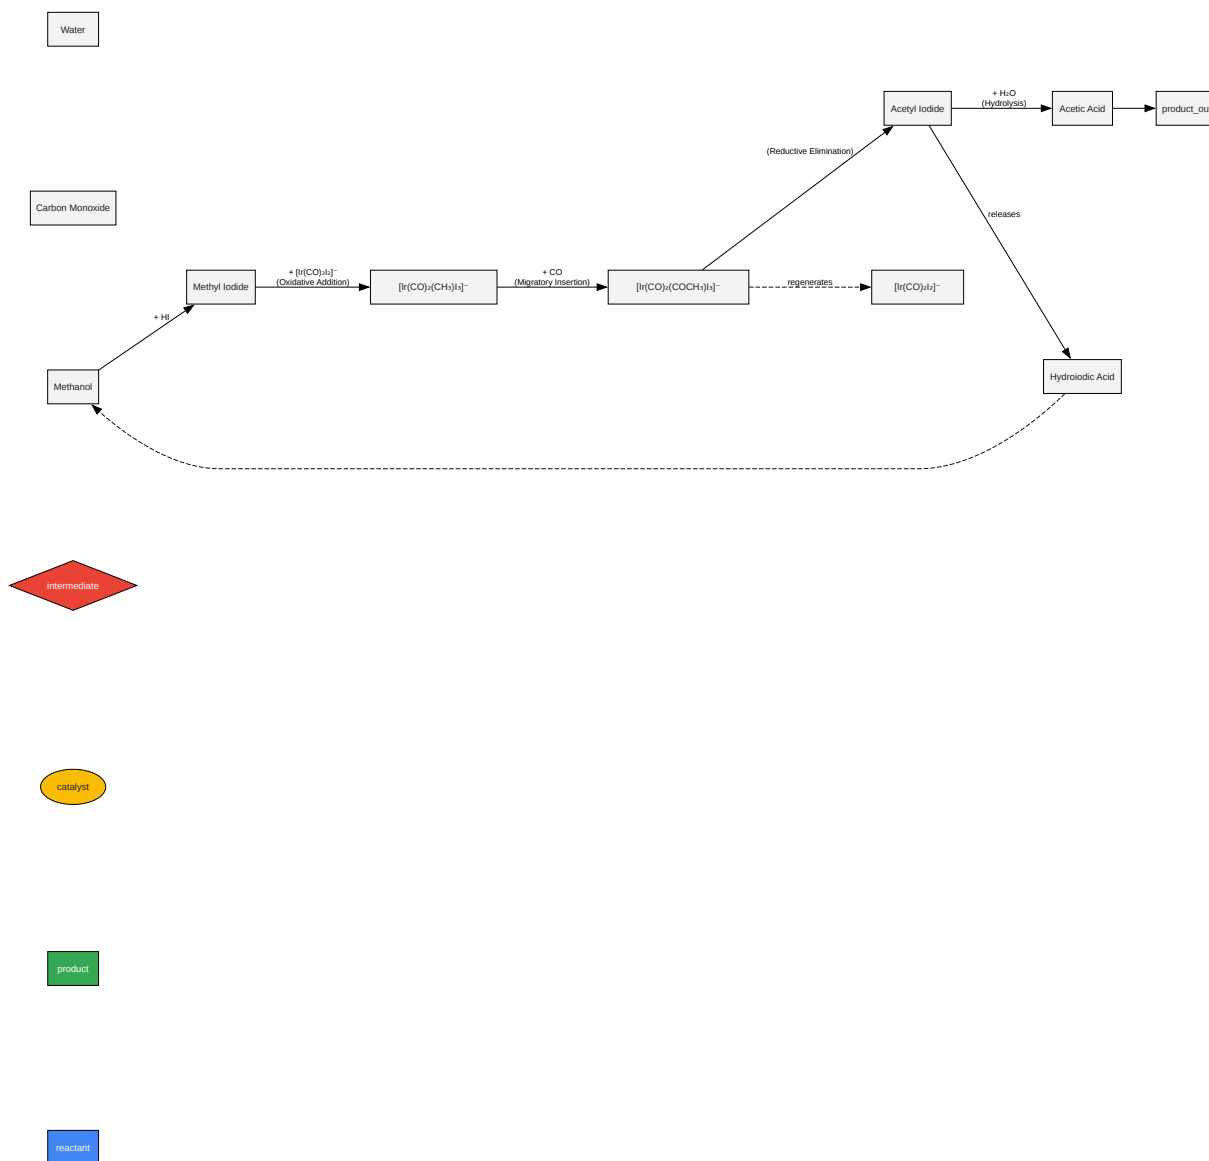 Water
Acetyl Iodide
+ H₂O
(Hydrolysis)
Acetic Acid
product_ou
(Reductive Elimination)
Carbon Monoxide
releases
Methyl Iodide
+ [Ir(CO)₂I₂]⁻
(Oxidative Addition)
[Ir(CO)₂(CH₃)I₃]⁻
+ CO
(Migratory Insertion)
[Ir(CO)₂(COCH₃)I₃]⁻
regenerates
[Ir(CO)₂I₂]⁻
+ HI
Methanol
Hydroiodic Acid
intermediate
catalyst
product
reactant